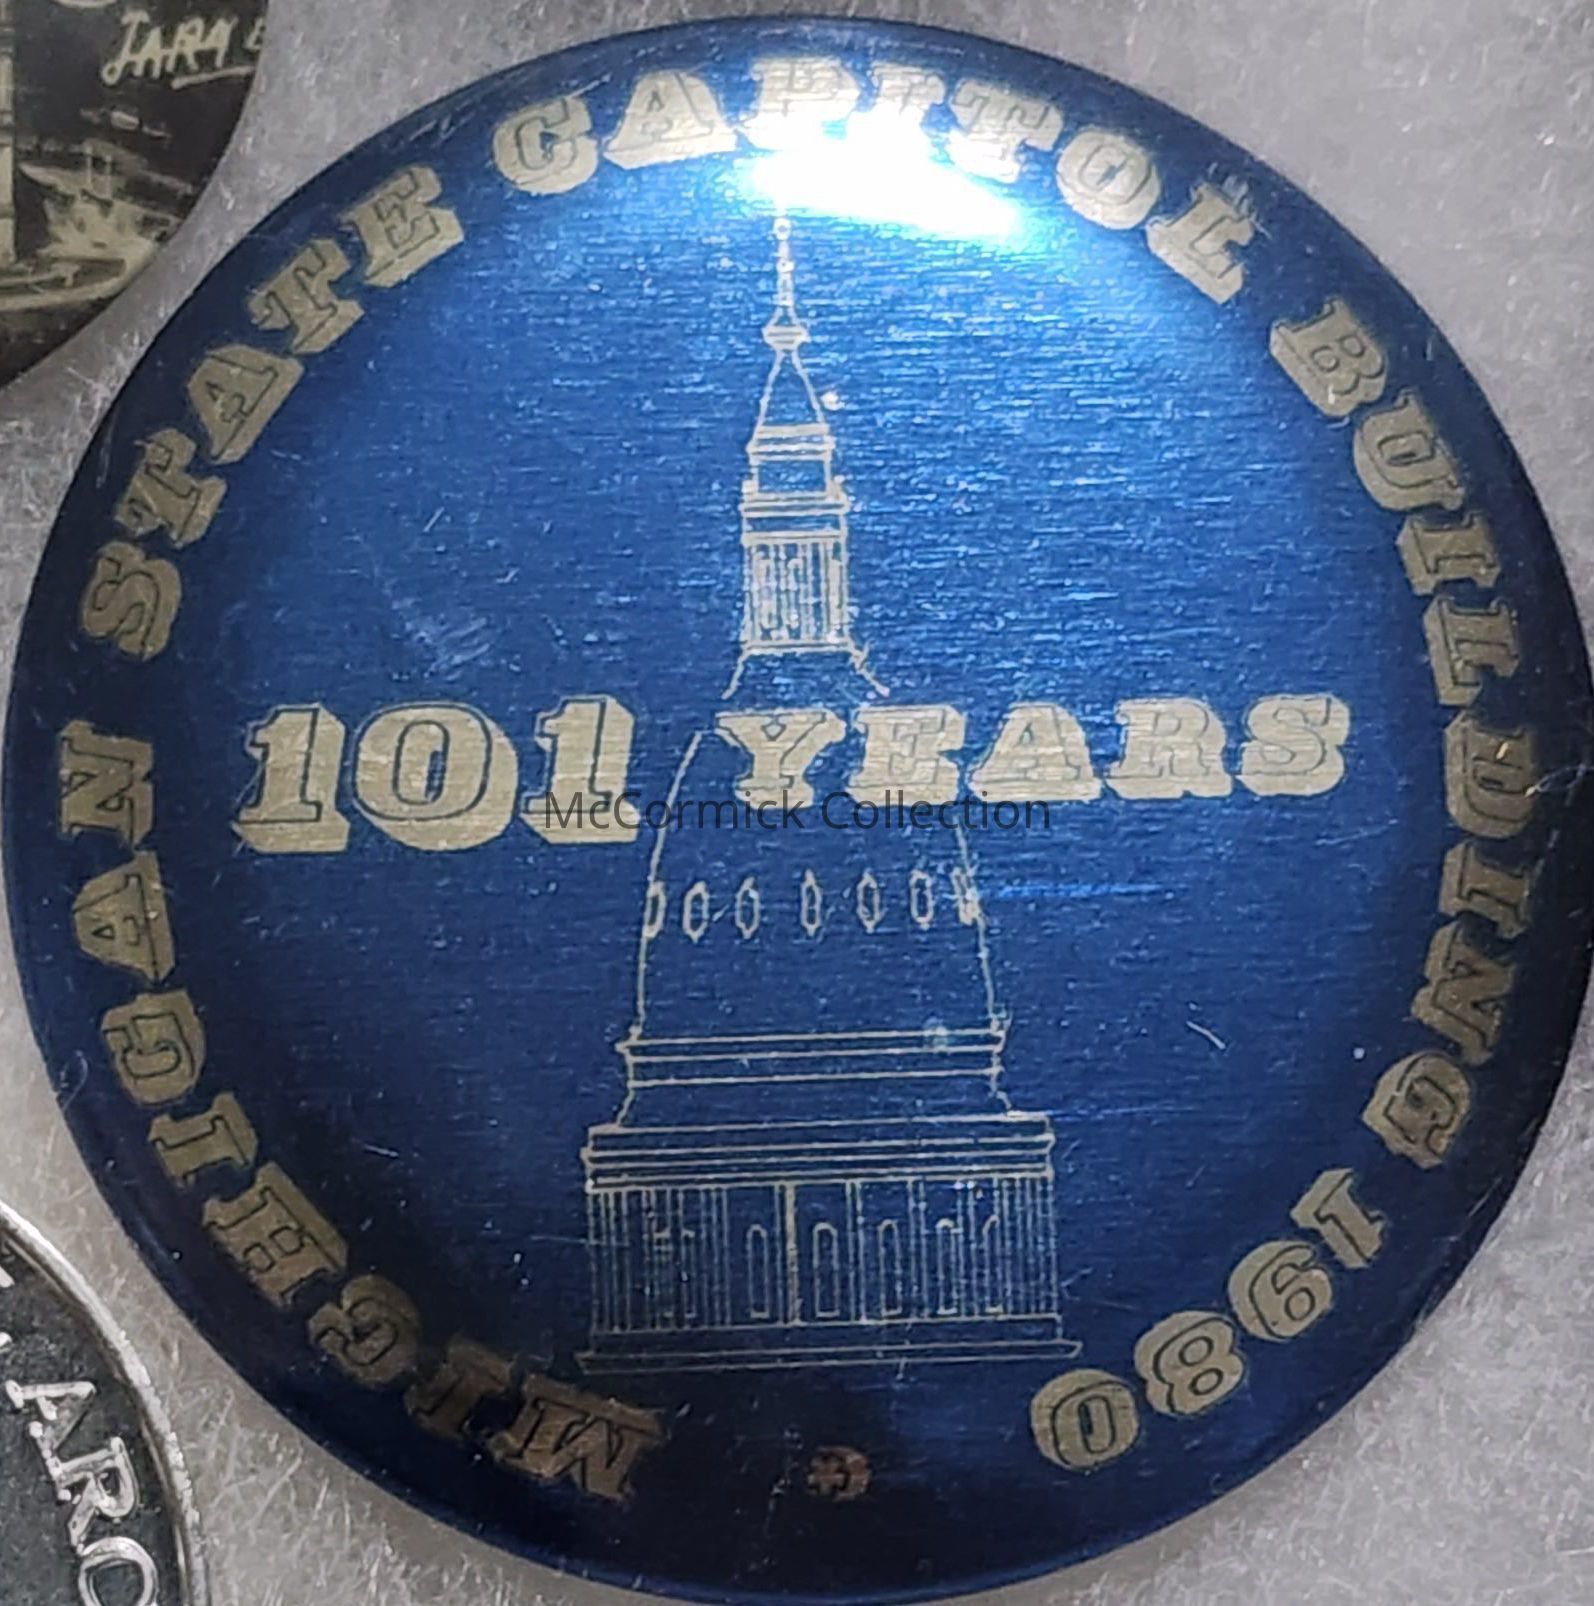 MICHIGAN STATE CAPITOL BUILDING 1980
101 YEARS
McCormick Collection